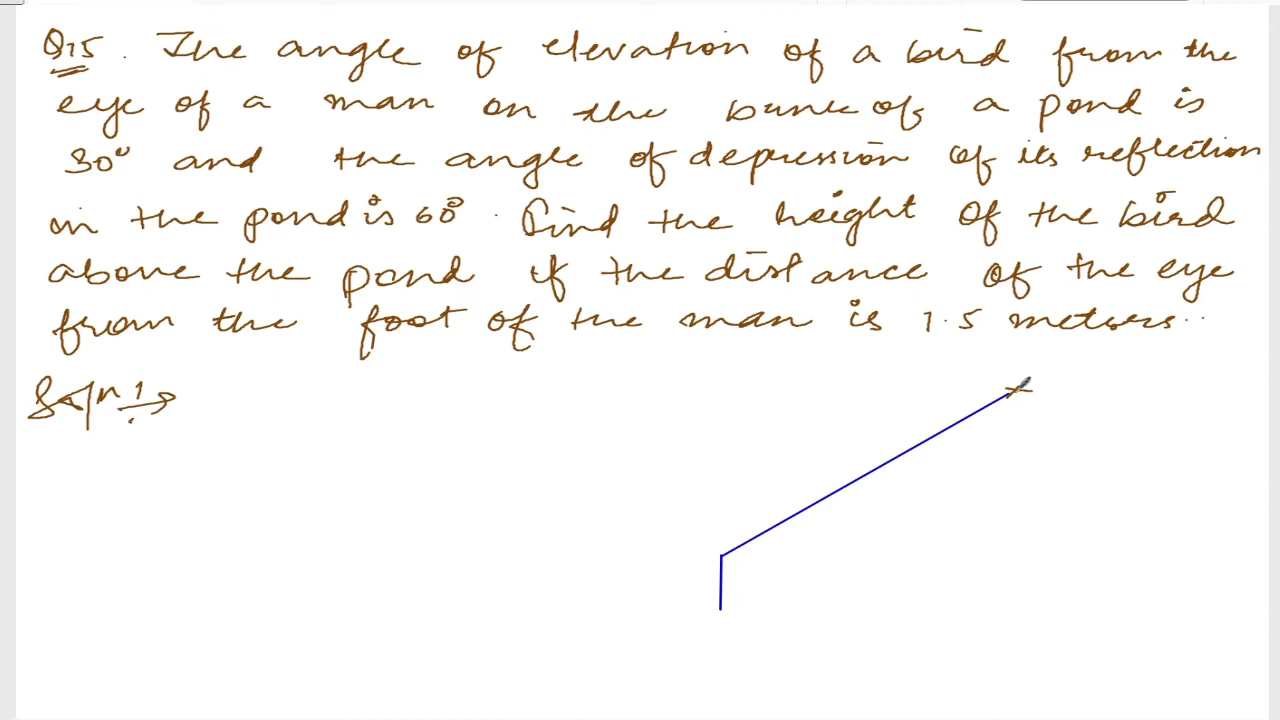 Q15. The angle of elevation of a bird from the
eye of a man on the bank of a pond is
30° and the angle of depression of its reflection
in the pond is 60°. Find the height of the bird
above the pond if the distance of the eye
from the foot of the man is 1.5 meters.
Soln:→